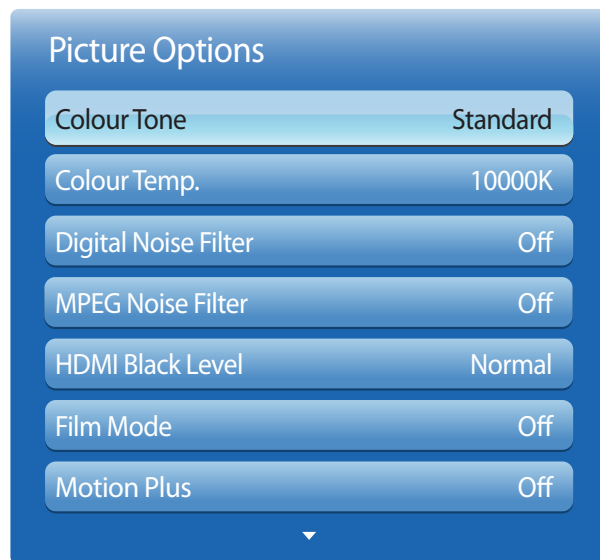 Picture Options
Colour Tone Standard
Colour Temp. 10000K
Digital Noise Filter Off
MPEG Noise Filter Off
HDMI Black Level Normal
Film Mode Off
Motion Plus Off